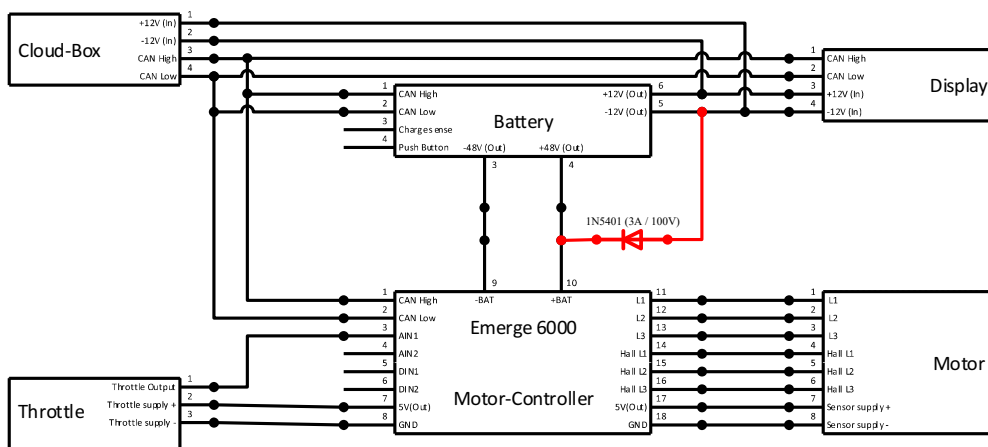 Cloud-Box
+12V (In) 1
-12V (In) 2
CAN High 3
CAN Low 4
1 CAN High
2 CAN Low
3 +12V (In)
4 -12V (In)
Display
1 CAN High
2 CAN Low
3 Charge sense
4 Push Button
Battery
+12V (Out) 6
-12V (Out) 5
-48V (Out) +48V (Out)
3 4
1N5401 (3A / 100V)
9 10
-BAT +BAT
1 CAN High
2 CAN Low
3 AIN1
4 AIN2
5 DIN1
6 DIN2
7 5V(Out)
8 GND
Emerge 6000
Motor-Controller
L1 11
L2 12
L3 13
Hall L1 14
Hall L2 15
Hall L3 16
5V(Out) 17
GND 18
1 L1
2 L2
3 L3
4 Hall L1
5 Hall L2
6 Hall L3
7 Sensor supply +
8 Sensor supply -
Motor
Throttle
Throttle Output 1
Throttle supply + 2
Throttle supply - 3